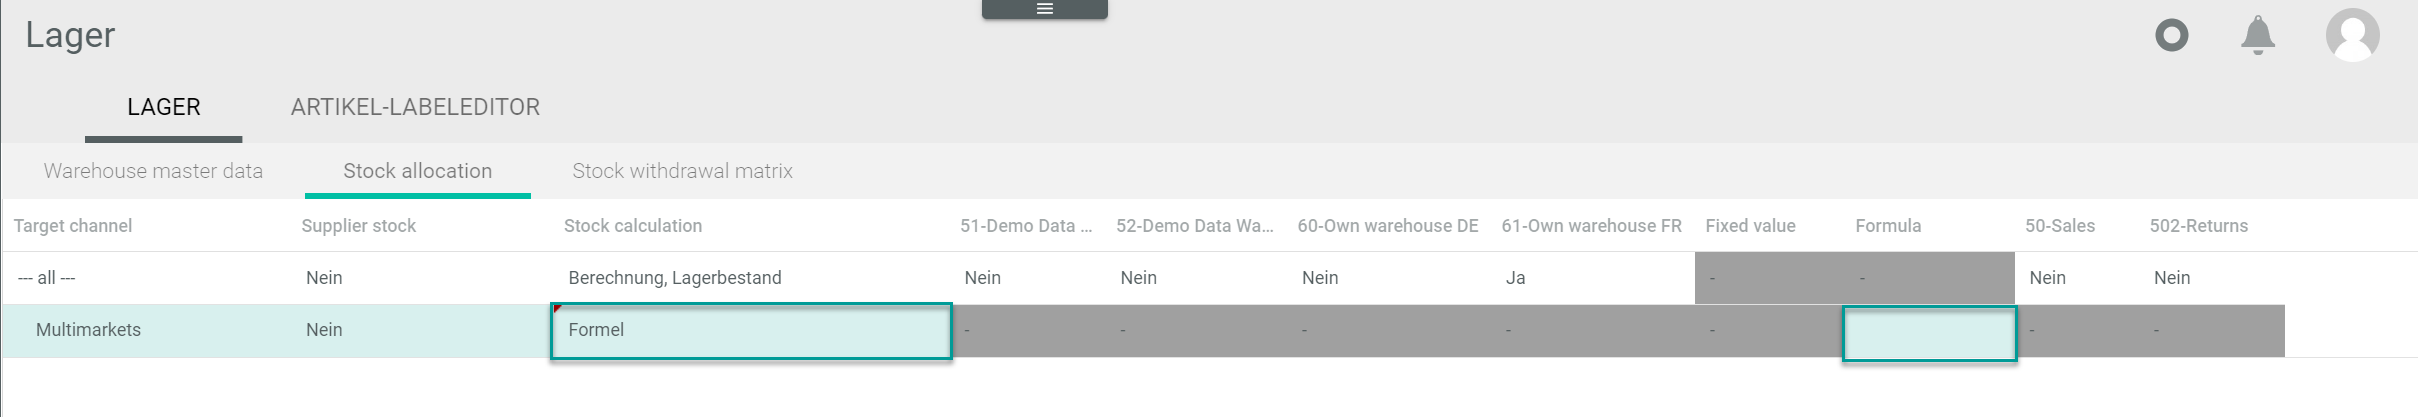 Lager
LAGER ARTIKEL-LABELEDITOR
Warehouse master data Stock allocation Stock withdrawal matrix
Target channel Supplier stock Stock calculation 51-Demo Data ... 52-Demo Data Wa... 60-Own warehouse DE 61-Own warehouse FR Fixed value Formula 50-Sales 502-Returns
--- all --- Nein Berechnung, Lagerbestand Nein Nein Nein Ja - - Nein Nein
Multimarkets Nein Formel - - - - - - -